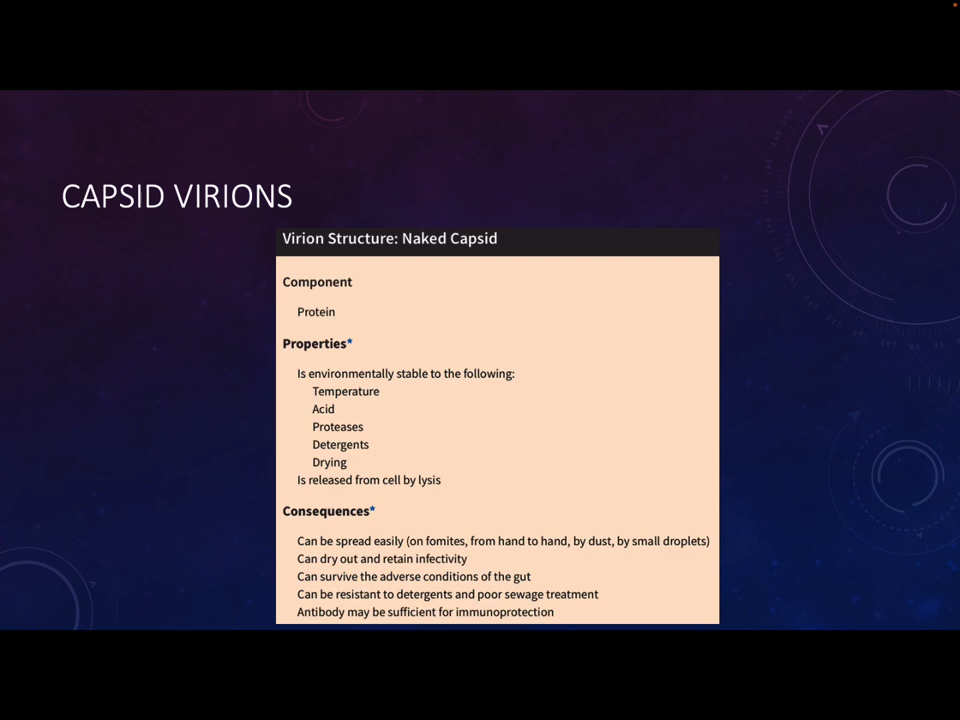 CAPSID VIRIONS
Virion Structure: Naked Capsid
Component
Protein
Properties*
Is environmentally stable to the following:
Temperature
Acid
Proteases
Detergents
Drying
Is released from cell by lysis
Consequences*
Can be spread easily (on fomites, from hand to hand, by dust, by small droplets)
Can dry out and retain infectivity
Can survive the adverse conditions of the gut
Can be resistant to detergents and poor sewage treatment
Antibody may be sufficient for immunoprotection